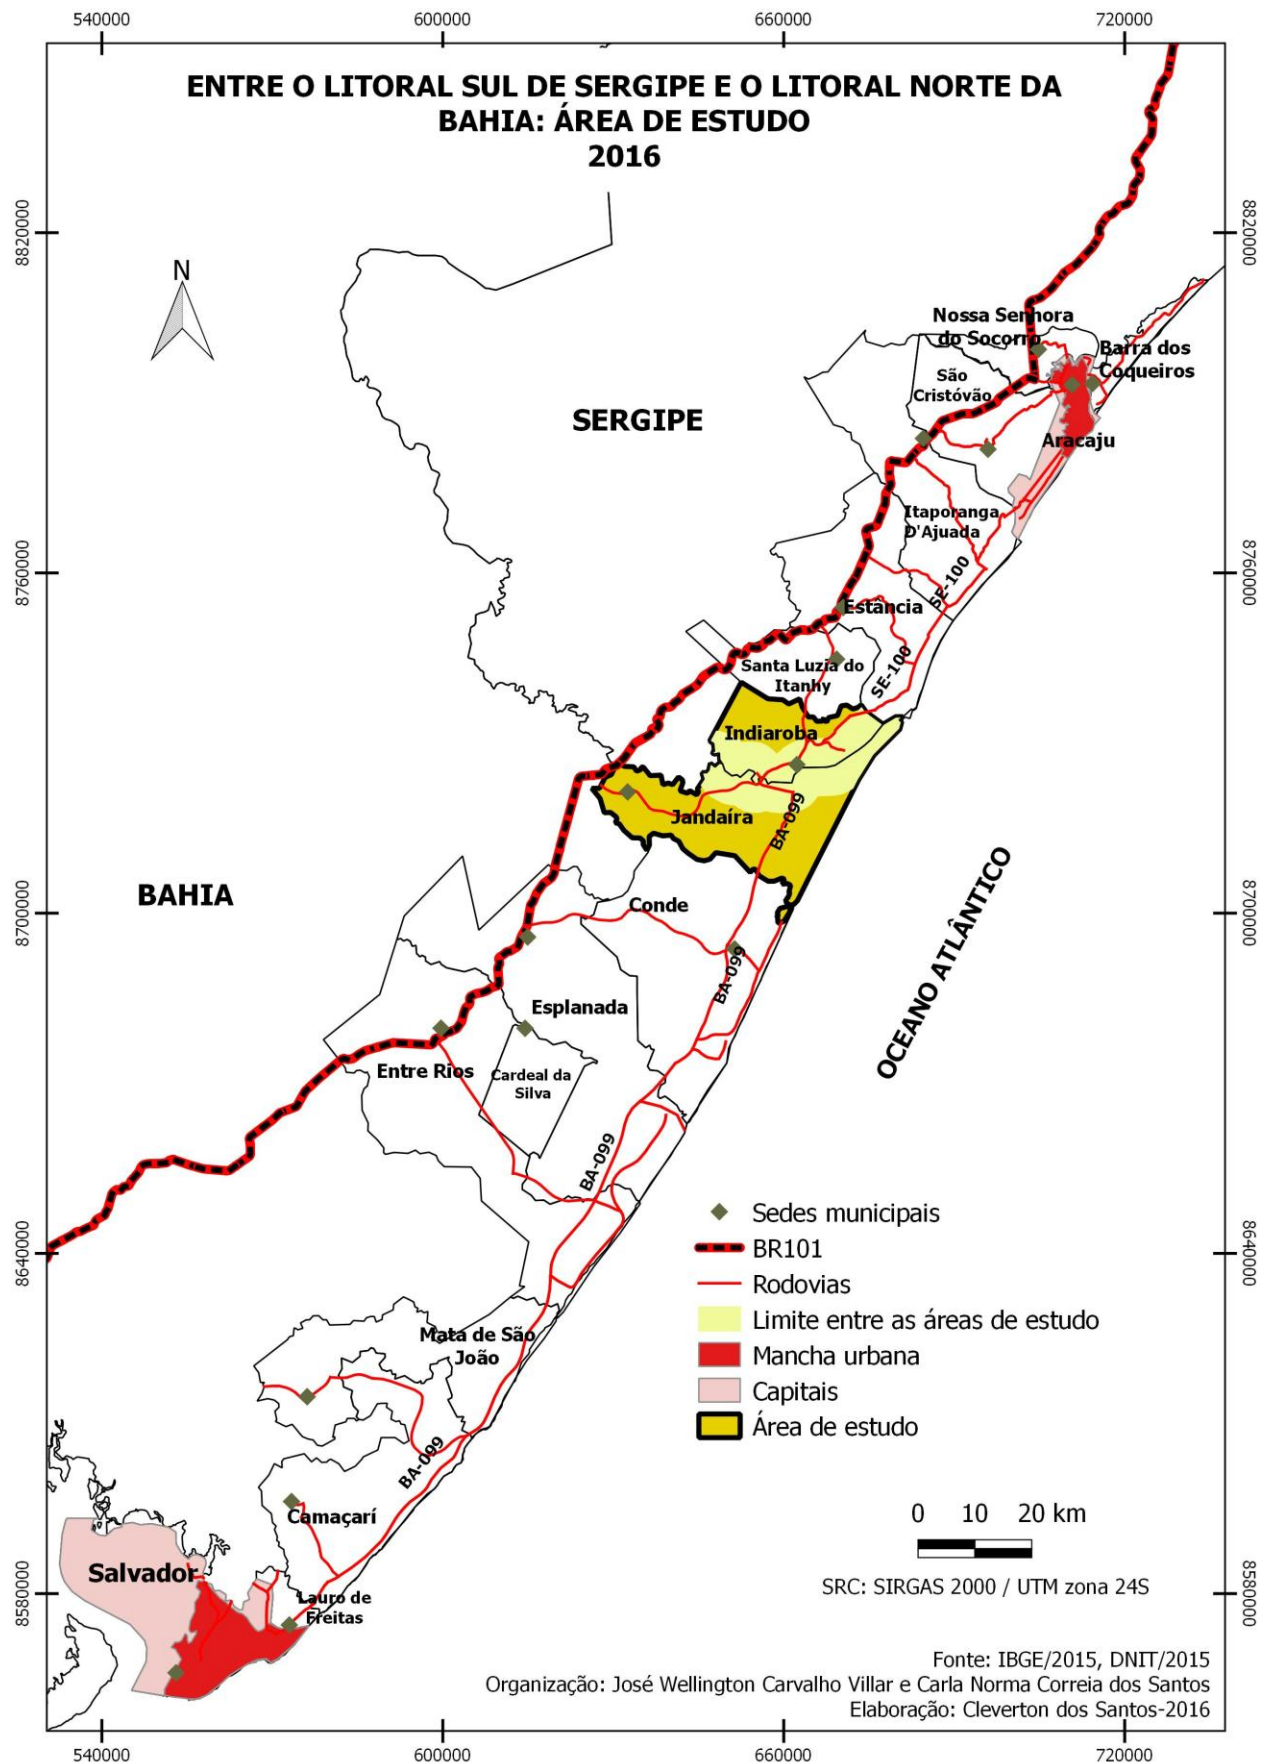 540000
600000
660000
720000
ENTRE O LITORAL SUL DE SERGIPE E O LITORAL NORTE DA
BAHIA: ÁREA DE ESTUDO
2016
8820000
8820000
N
Nossa Senhora
do Socorro
Barra dos
Coqueiros
São
Cristóvão
SERGIPE
Aracaju
Itaporanga
D'Ajuada
8760000
8760000
SE-100
Estância
Santa Luzia do
Itanhy
SE-100
Indiaroba
Jandaíra
BA-099
BAHIA
Conde
8700000
8700000
OCEANO ATLÂNTICO
BA-099
Esplanada
Entre Rios
Cardeal da
Silva
BA-099
Sedes municipais
BR101
Rodovias
Limite entre as áreas de estudo
Mancha urbana
Capitais
Área de estudo
8640000
8640000
Mata de São
João
BA-099
Camaçarí
0 10 20 km
Salvador
SRC: SIRGAS 2000 / UTM zona 24S
Lauro de
Freitas
8580000
8580000
Fonte: IBGE/2015, DNIT/2015
Organização: José Wellington Carvalho Villar e Carla Norma Correia dos Santos
Elaboração: Cleverton dos Santos-2016
540000
600000
660000
720000